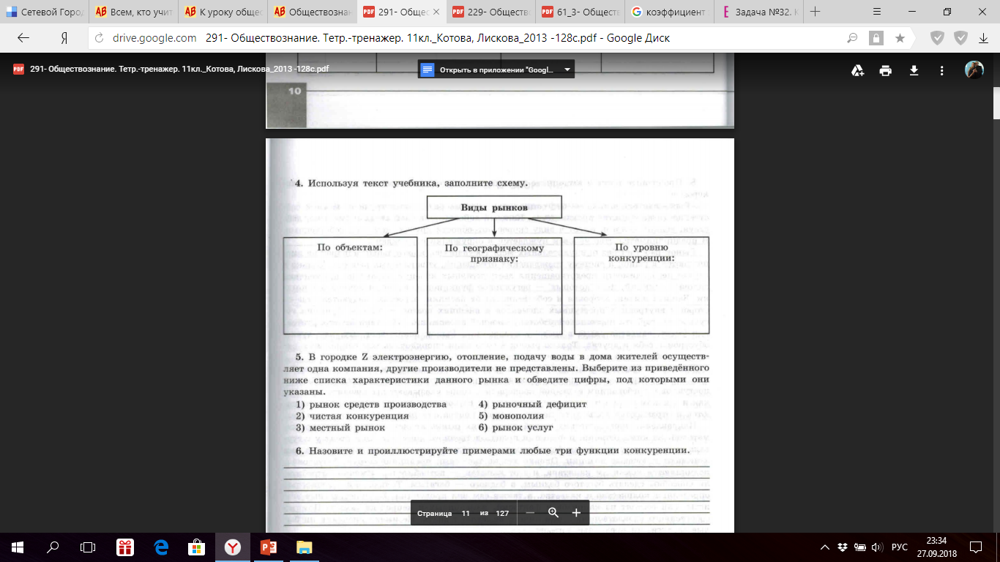 Сетевой Город
Всем, кто учит
К уроку общес
Обществознан
291- Общес
229- Обществ
61_3- Обществ
коэффициент
Задача №32. К
drive.google.com 291- Обществознание. Тетр.-тренажер. 11кл._Котова, Лискова_2013 -128с.pdf - Google Диск
291- Обществознание. Тетр.-тренажер. 11кл._Котова, Лискова_2013 -128с.pdf
Открыть в приложении "Googl...
10
4. Используя текст учебника, заполните схему.
Виды рынков
По объектам:
По географическому
признаку:
По уровню
конкуренции:
5. В городке Z электроэнергию, отопление, подачу воды в дома жителей осуществ-
ляет одна компания, другие производители не представлены. Выберите из приведённого
ниже списка характеристики данного рынка и обведите цифры, под которыми они
указаны.
1) рынок средств производства
2) чистая конкуренция
3) местный рынок
4) рыночный дефицит
5) монополия
6) рынок услуг
6. Назовите и проиллюстрируйте примерами любые три функции конкуренции.
Страница 11 из 127
РУС
23:34
27.09.2018